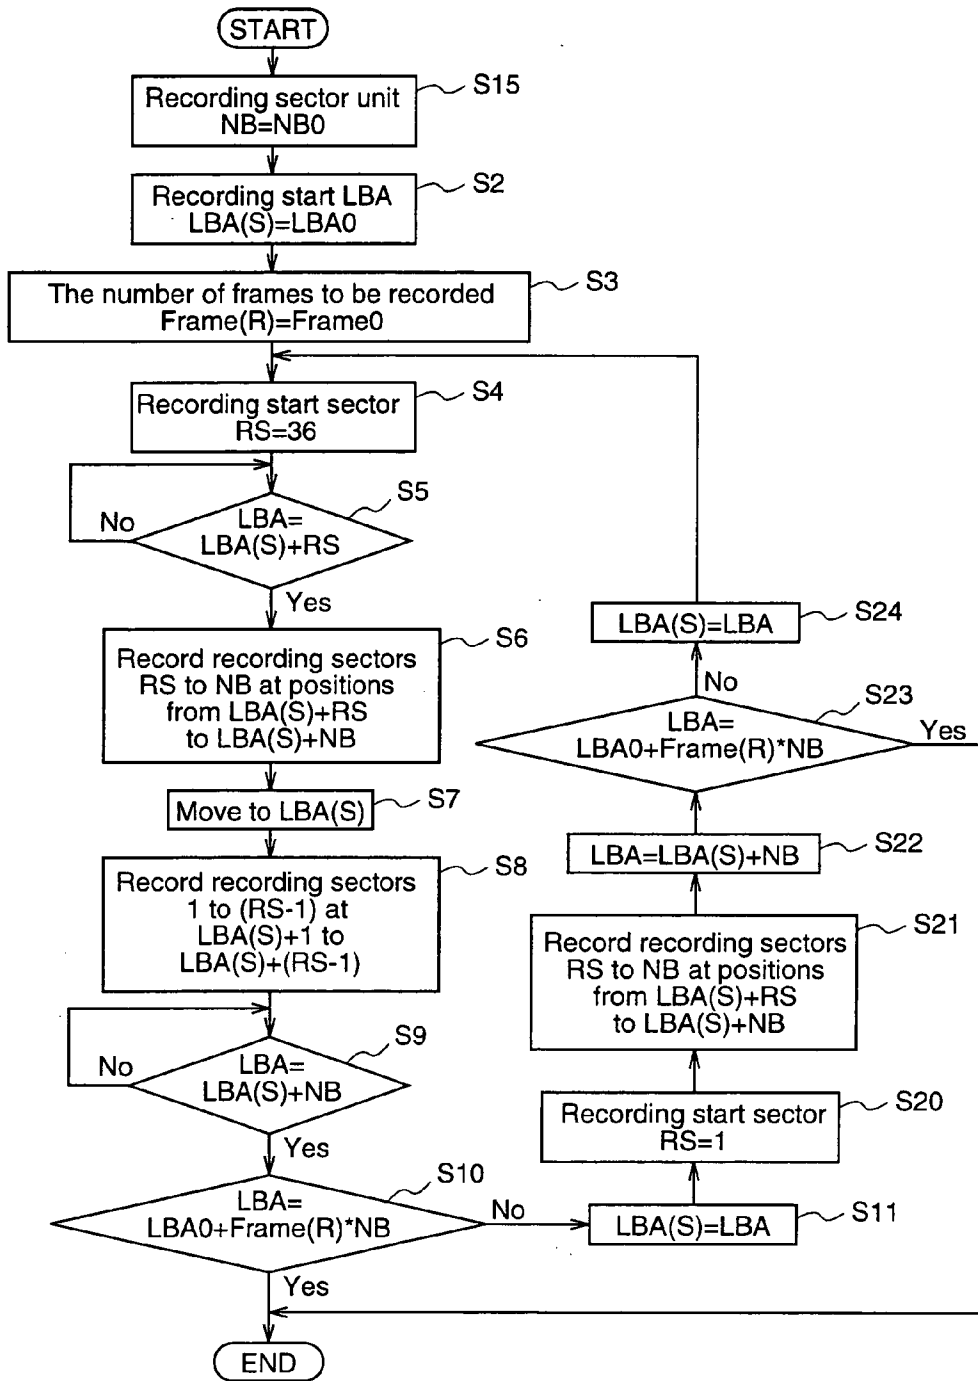 START
Recording sector unit
NB=NB0
S15
Recording start LBA
LBA(S)=LBA0
S2
The number of frames to be recorded
Frame(R)=Frame0
S3
Recording start sector
RS=36
S4
LBA=
LBA(S)+RS
S5
No
Yes
Record recording sectors
RS to NB at positions
from LBA(S)+RS
to LBA(S)+NB
S6
Move to LBA(S)
S7
Record recording sectors
1 to (RS-1) at
LBA(S)+1 to
LBA(S)+(RS-1)
S8
LBA=
LBA(S)+NB
S9
No
Yes
LBA=
LBA0+Frame(R)*NB
S10
No
Yes
END
LBA(S)=LBA
S11
Recording start sector
RS=1
S20
Record recording sectors
RS to NB at positions
from LBA(S)+RS
to LBA(S)+NB
S21
LBA=LBA(S)+NB
S22
LBA=
LBA0+Frame(R)*NB
S23
Yes
No
LBA(S)=LBA
S24